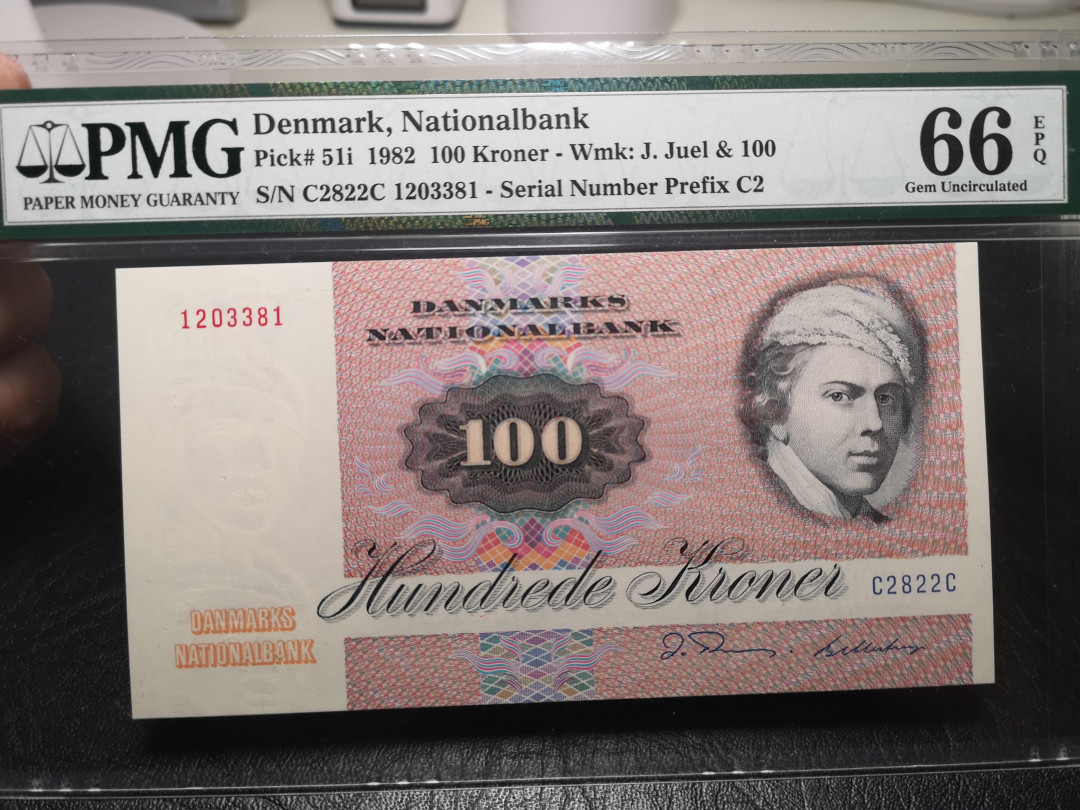 PMG
PAPER MONEY GUARANTY
Denmark, Nationalbank
Pick# 51i 1982 100 Kroner - Wmk: J. Juel & 100
S/N C2822C 1203381 - Serial Number Prefix C2
66
EPQ
Gem Uncirculated
1203381
DANMARKS
NATIONALBANK
100
Hundrede Kroner
C2822C
DANMARKS
NATIONALBANK